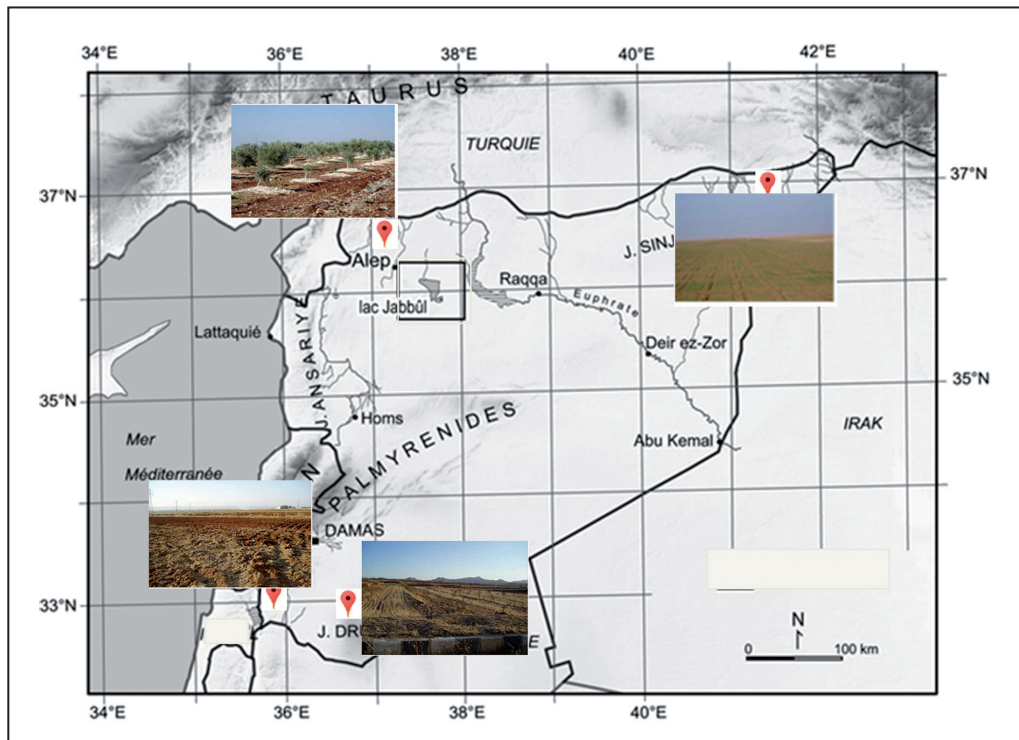 34°E 36°E 38°E 40°E 42°E
TAURUS
TURQUIE
37°N 37°N
J. SINJ
Alep
Raqqa
lac Jabbûl
Euphrate
Lattaquié
J. ANSARIYE
Deir ez-Zor
35°N 35°N
Homs
PALMYRENIDES
Abu Kemal
IRAK
Mer
Méditerranée
N
DAMAS
33°N 33°N
J. DRU
E
N
100 km
34°E 36°E 38°E 40°E